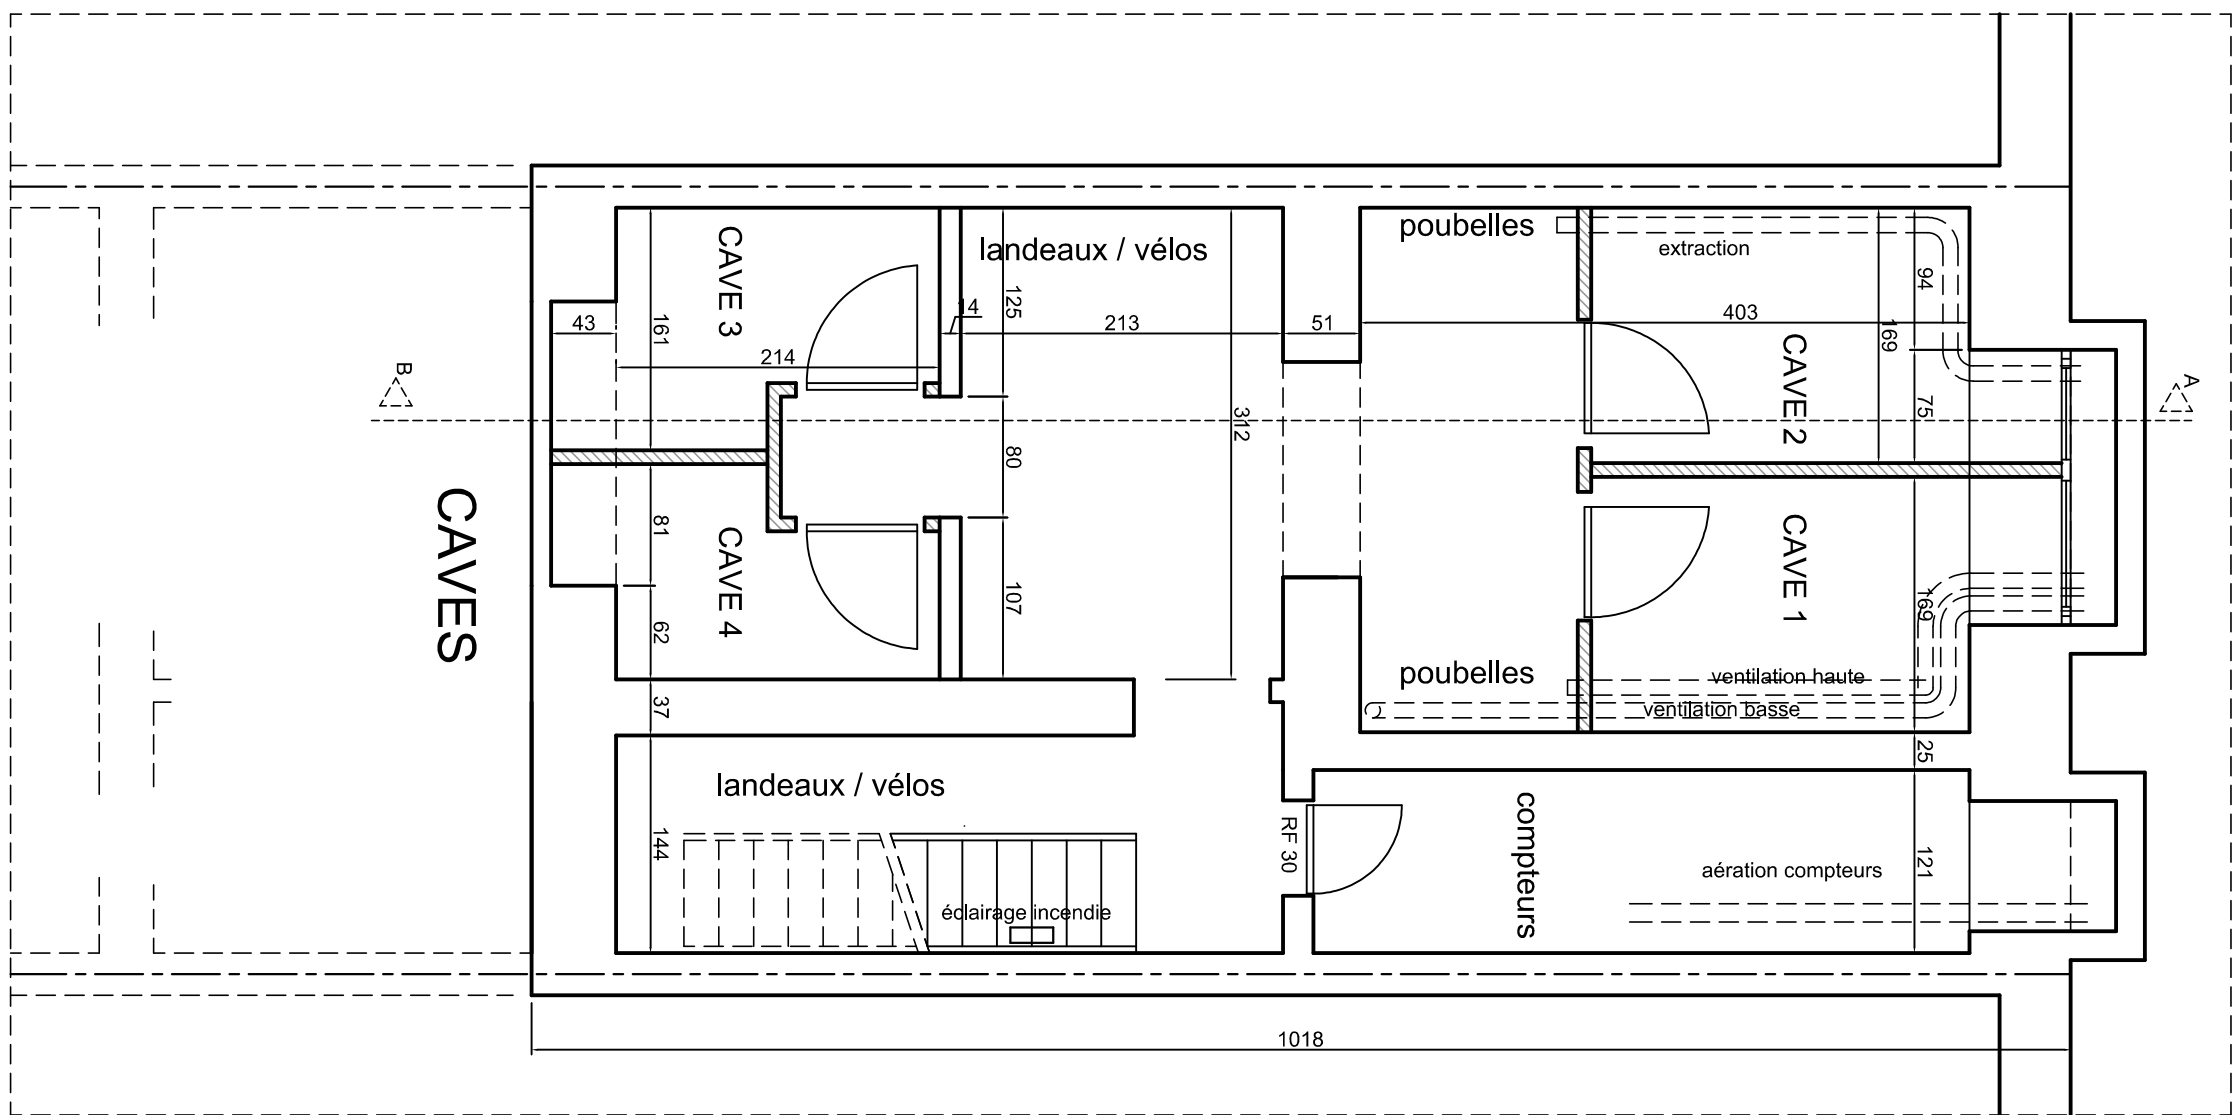 poubelles
landeaux / vélos
extraction
CAVE 3
94
125
14
403
43
161
213
51
169
214
CAVE 2
B
A
75
312
80
CAVES
81
CAVE 4
CAVE 1
107
169
62
poubelles
ventilation haute
37
ventilation basse
25
landeaux / vélos
compteurs
RF 30
144
121
aération compteurs
éclairage incendie
1018